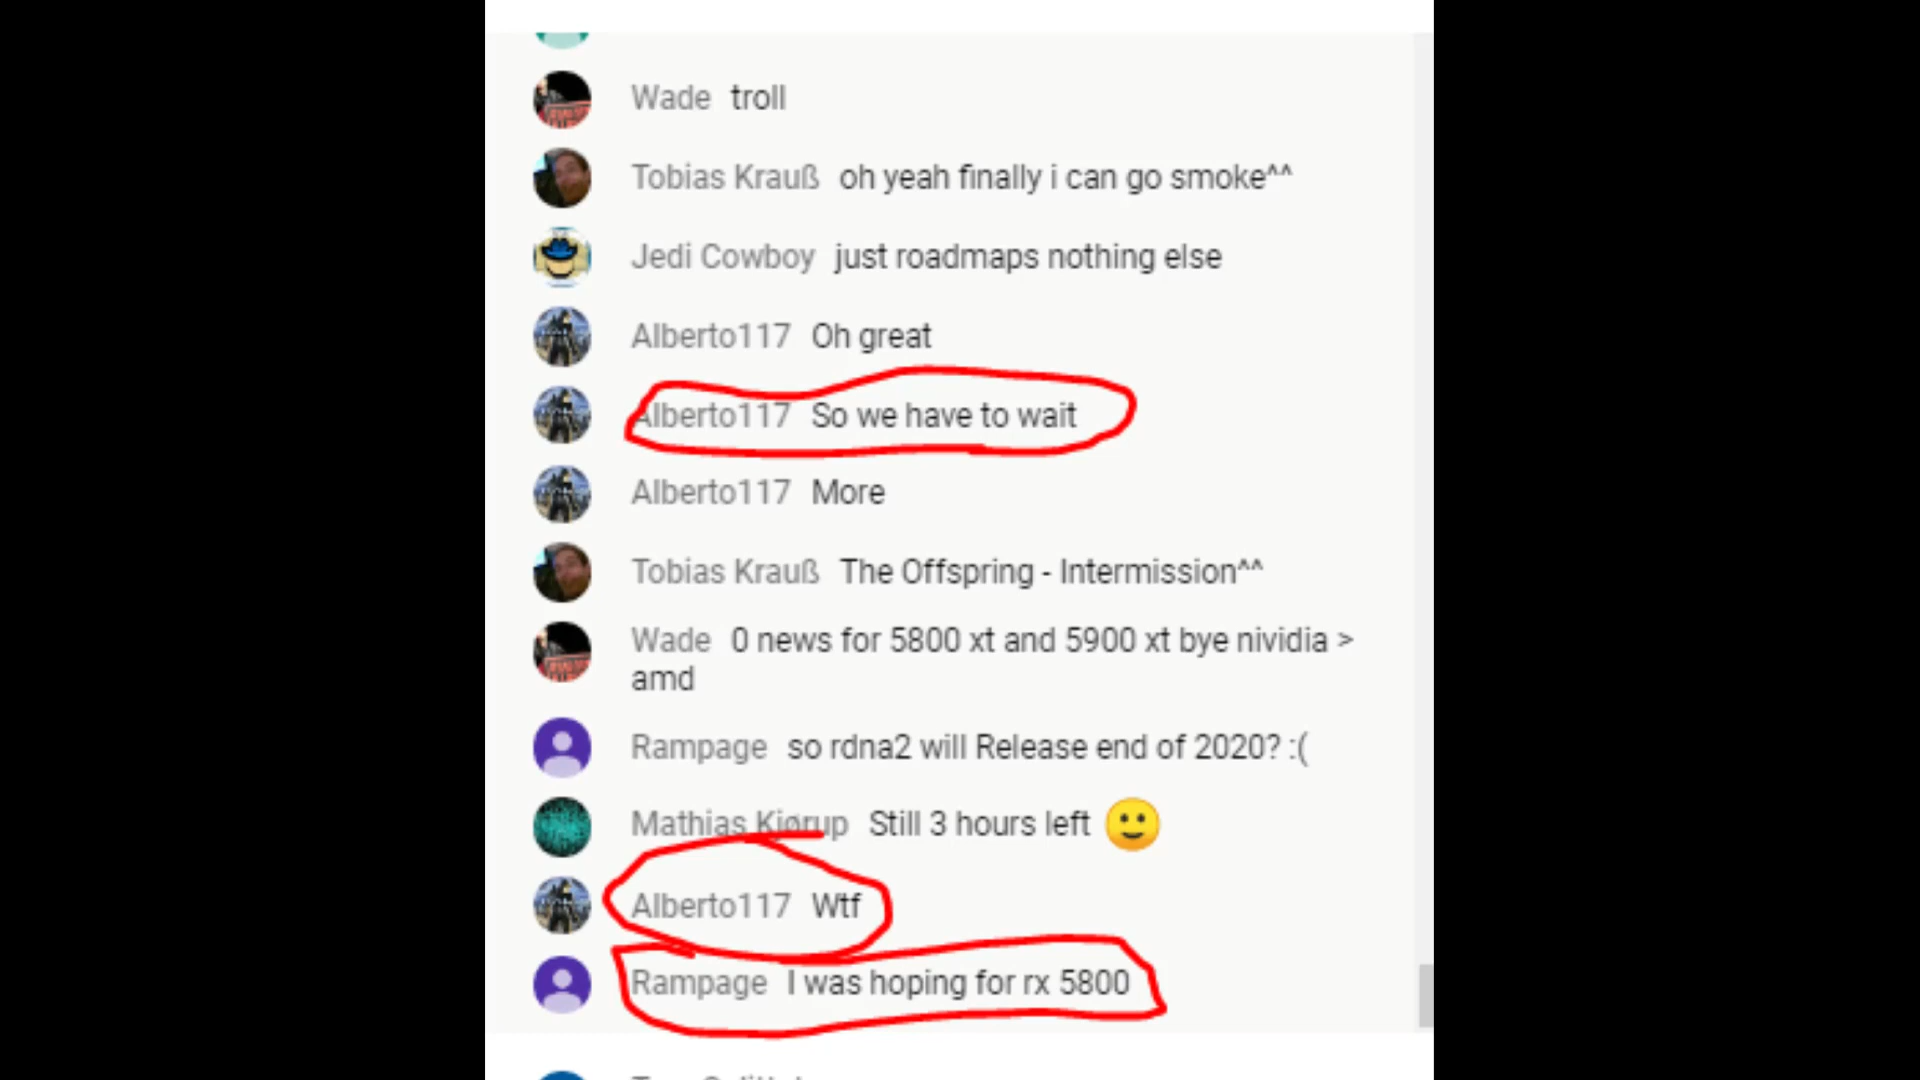 Wade troll
Tobias Krauß oh yeah finally i can go smoke^^
Jedi Cowboy just roadmaps nothing else
Alberto117 Oh great
Alberto117 So we have to wait
Alberto117 More
Tobias Krauß The Offspring - Intermission^^
Wade 0 news for 5800 xt and 5900 xt bye nividia >
amd
Rampage so rdna2 will Release end of 2020? :(
Mathias Kjørup Still 3 hours left
Alberto117 Wtf
Rampage I was hoping for rx 5800